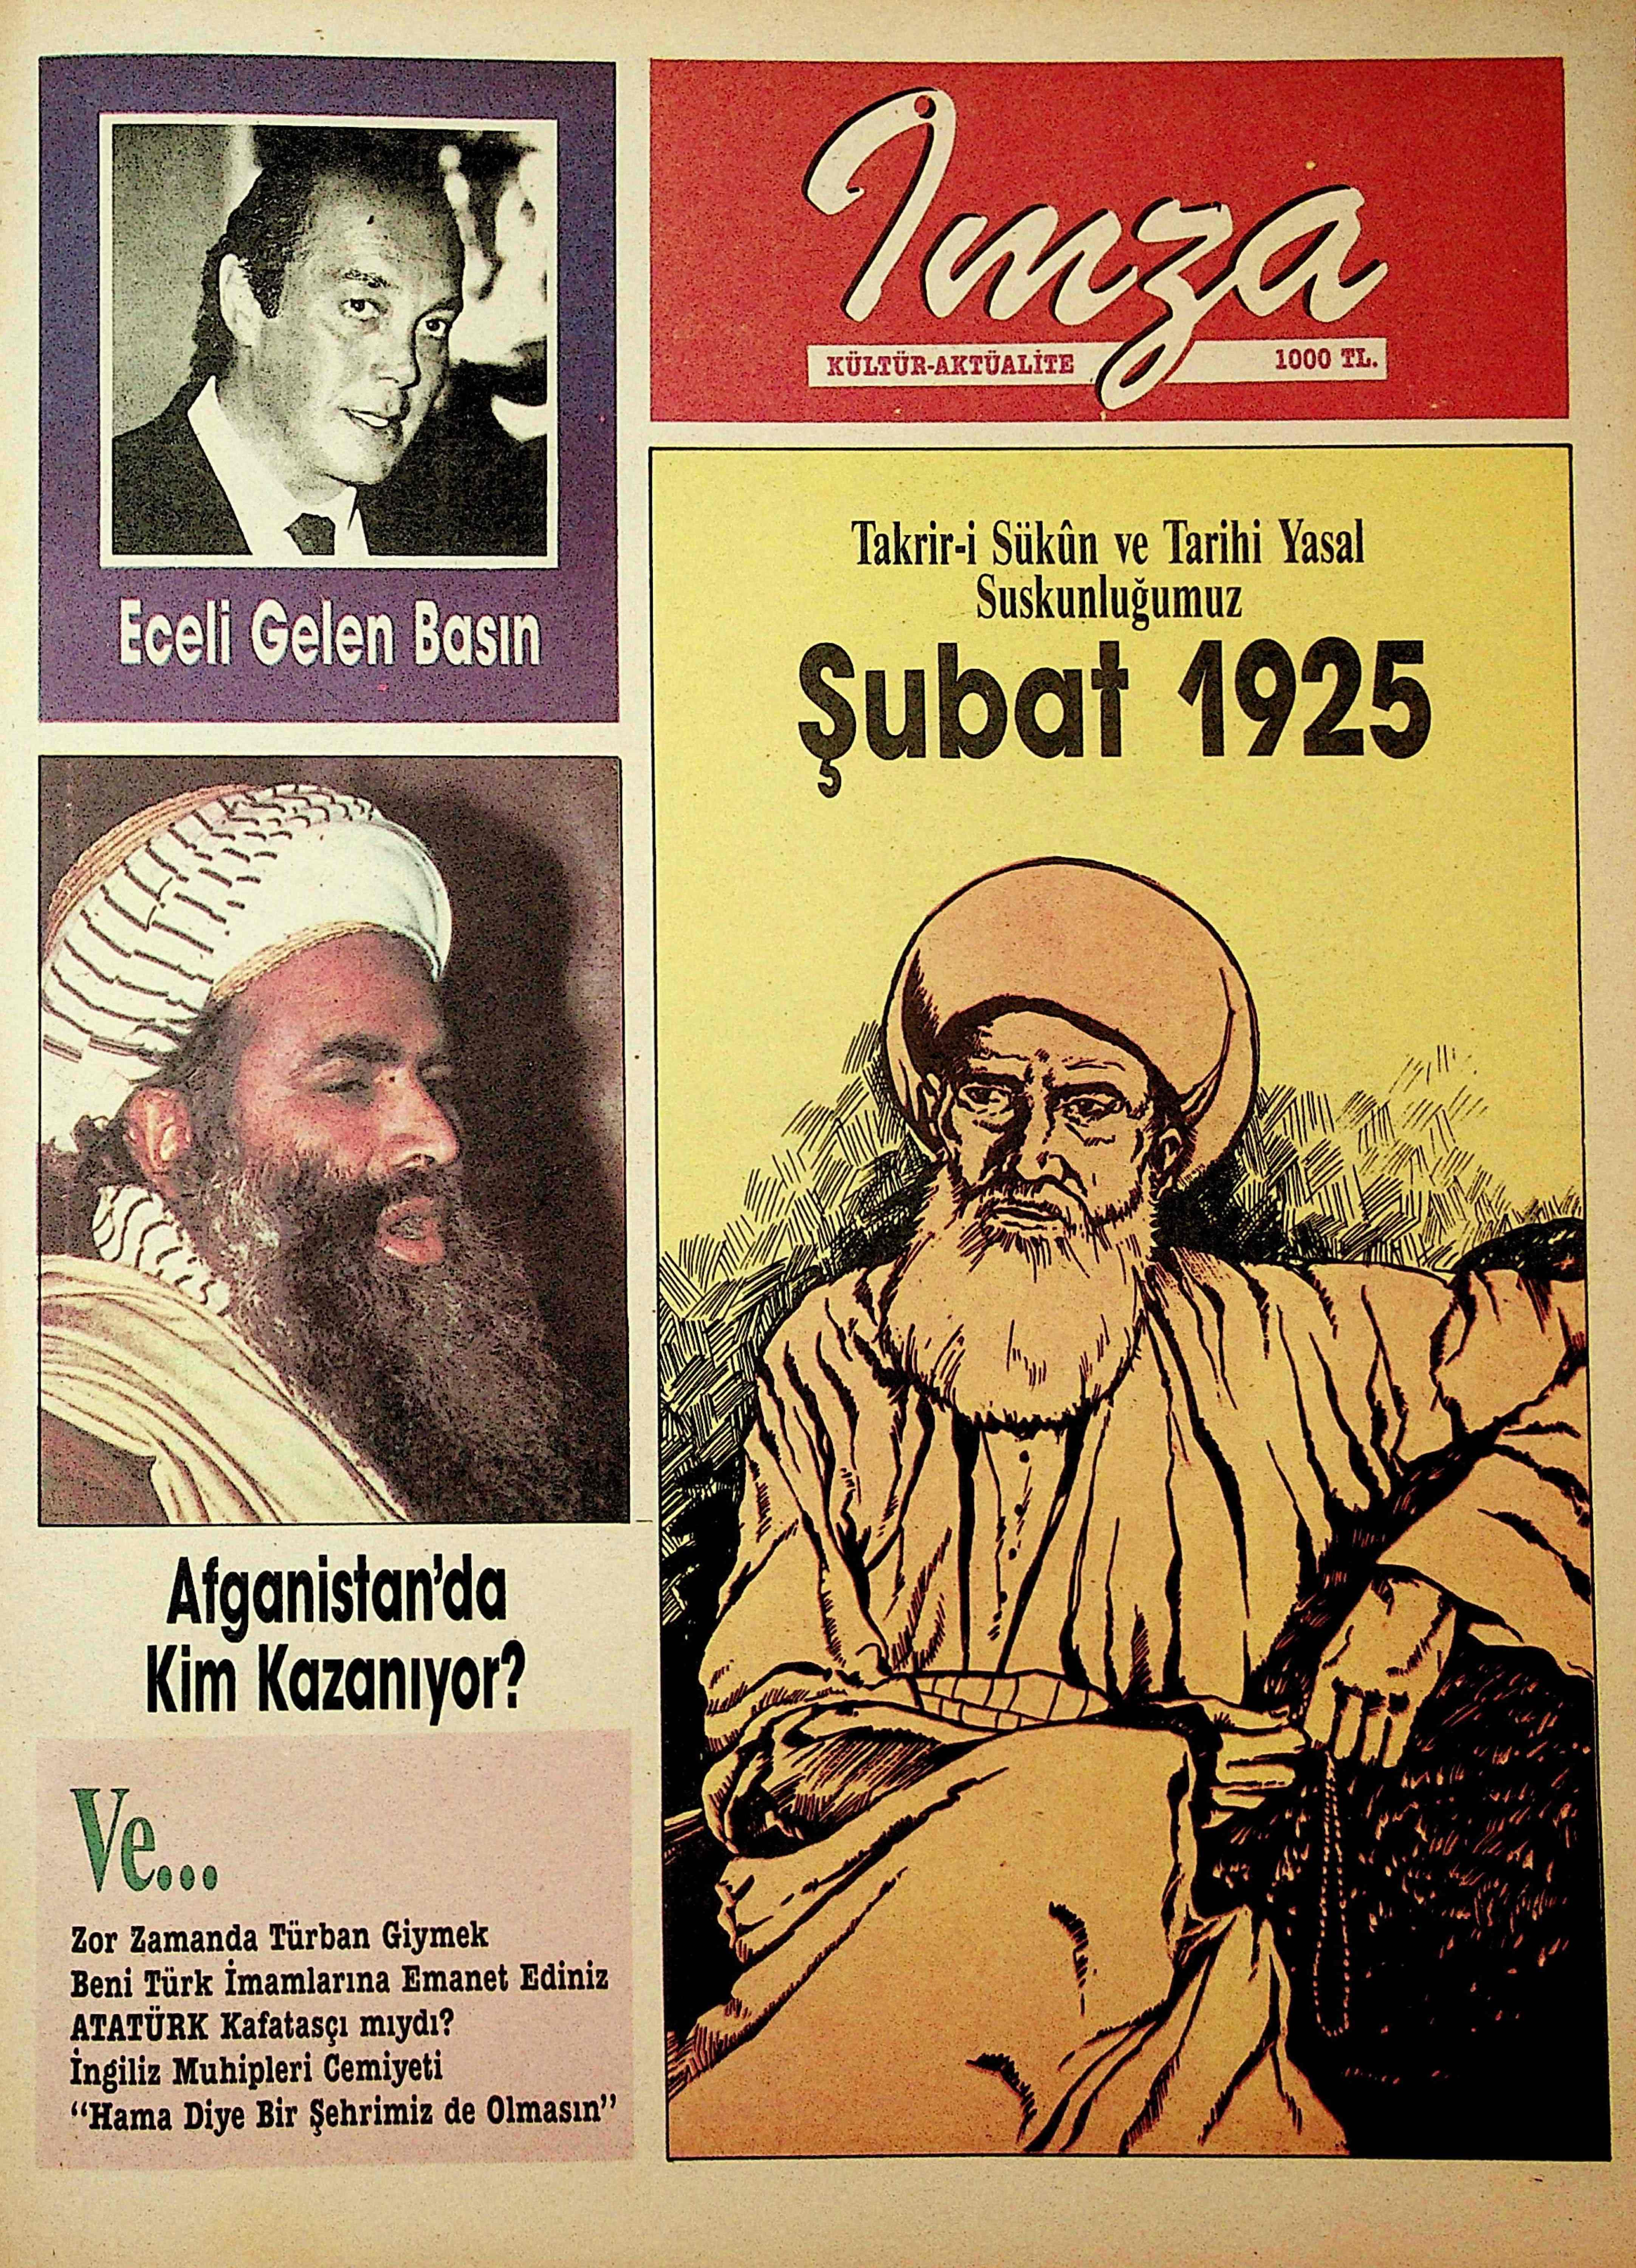 İmza
KÜLTÜR-AKTÜALİTE
1000 TL.
Eceli Gelen Basın
Takrir-i Sükûn ve Tarihi Yasal
Suskunluğumuz
Şubat 1925
Afganistan'da
Kim Kazanıyor?
Ve...
Zor Zamanda Türban Giymek
Beni Türk İmamlarına Emanet Ediniz
ATATÜRK Kafatasçı mıydı?
İngiliz Muhipleri Cemiyeti
“Hama Diye Bir Şehrimiz de Olmasın”